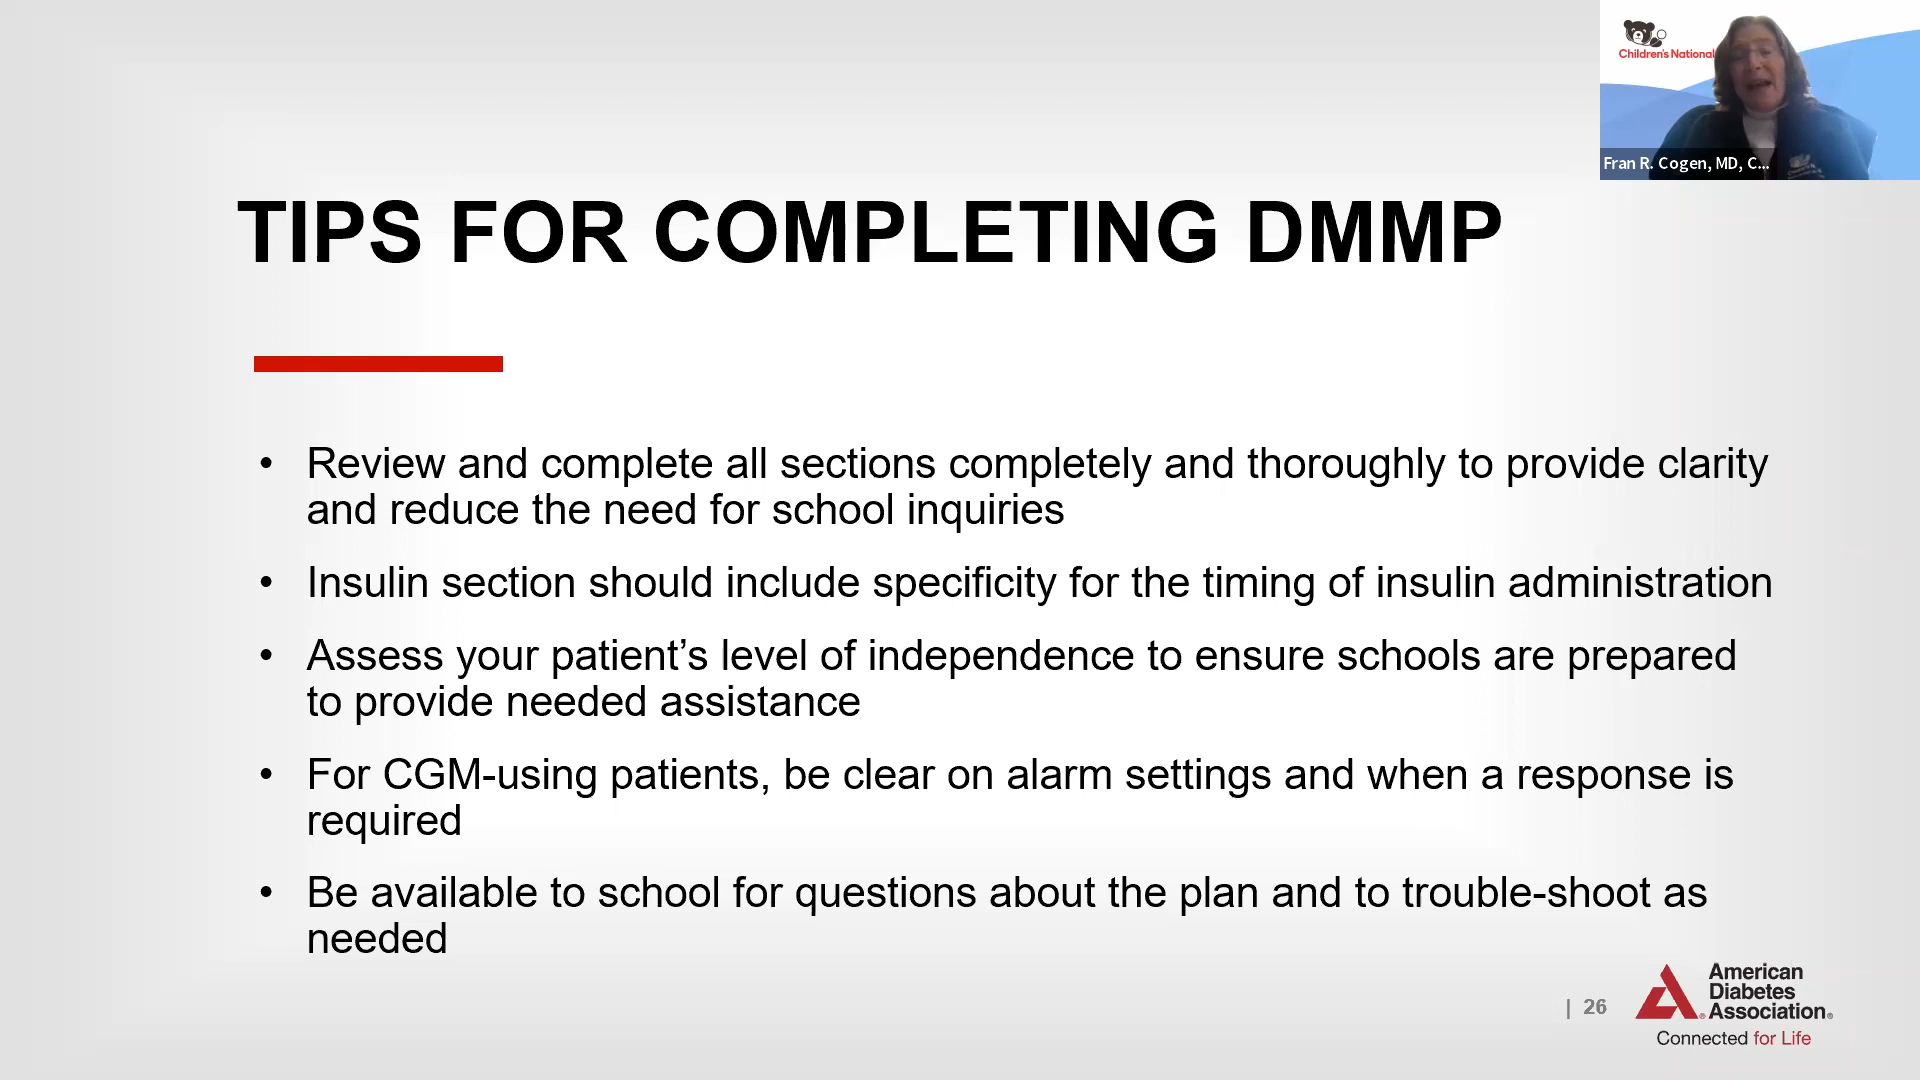 Children's National
Fran R. Cogen, MD, C...
TIPS FOR COMPLETING DMMP
• Review and complete all sections completely and thoroughly to provide clarity
and reduce the need for school inquiries
• Insulin section should include specificity for the timing of insulin administration
• Assess your patient’s level of independence to ensure schools are prepared
to provide needed assistance
• For CGM-using patients, be clear on alarm settings and when a response is
required
• Be available to school for questions about the plan and to trouble-shoot as
needed
| 26
American
Diabetes
Association®
Connected for Life